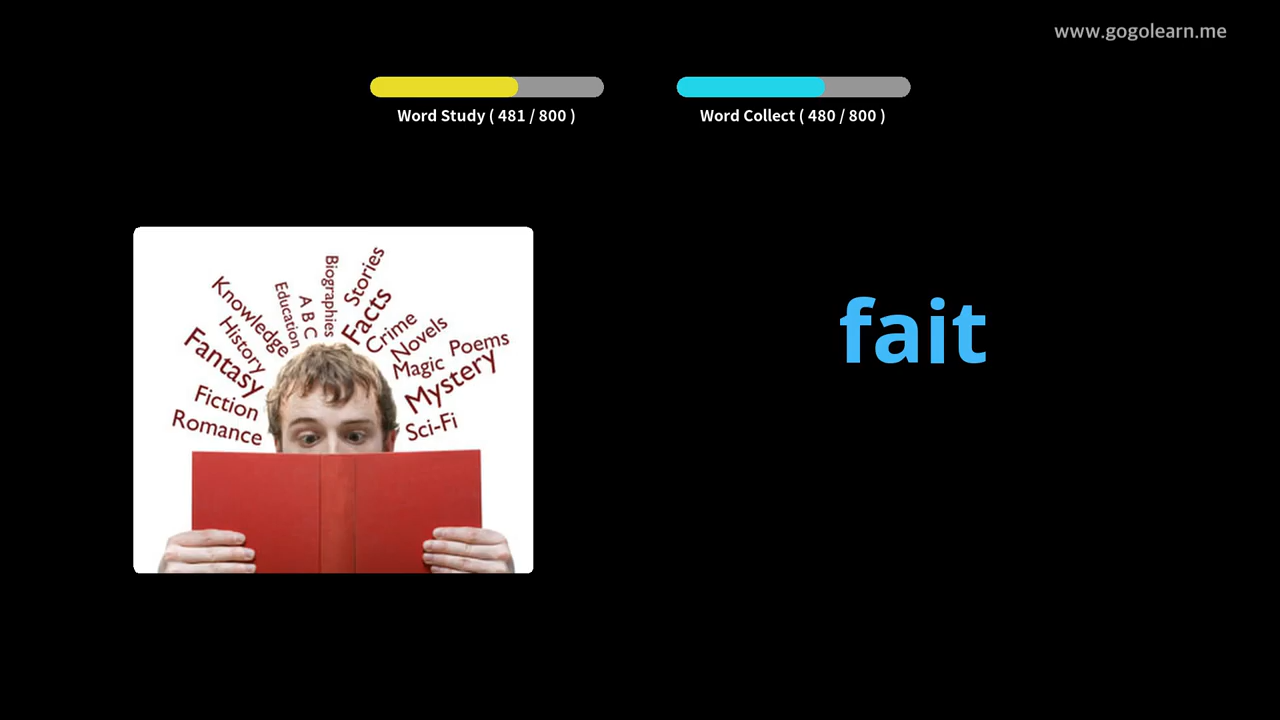 www.gogolearn.me
Word Study ( 481 / 800 )
Word Collect ( 480 / 800 )
fait
Biographies
Stories
Education
A B C
Facts
Knowledge
Crime
History
Novels
Poems
Fantasy
Magic
Mystery
Fiction
Romance
Sci-Fi